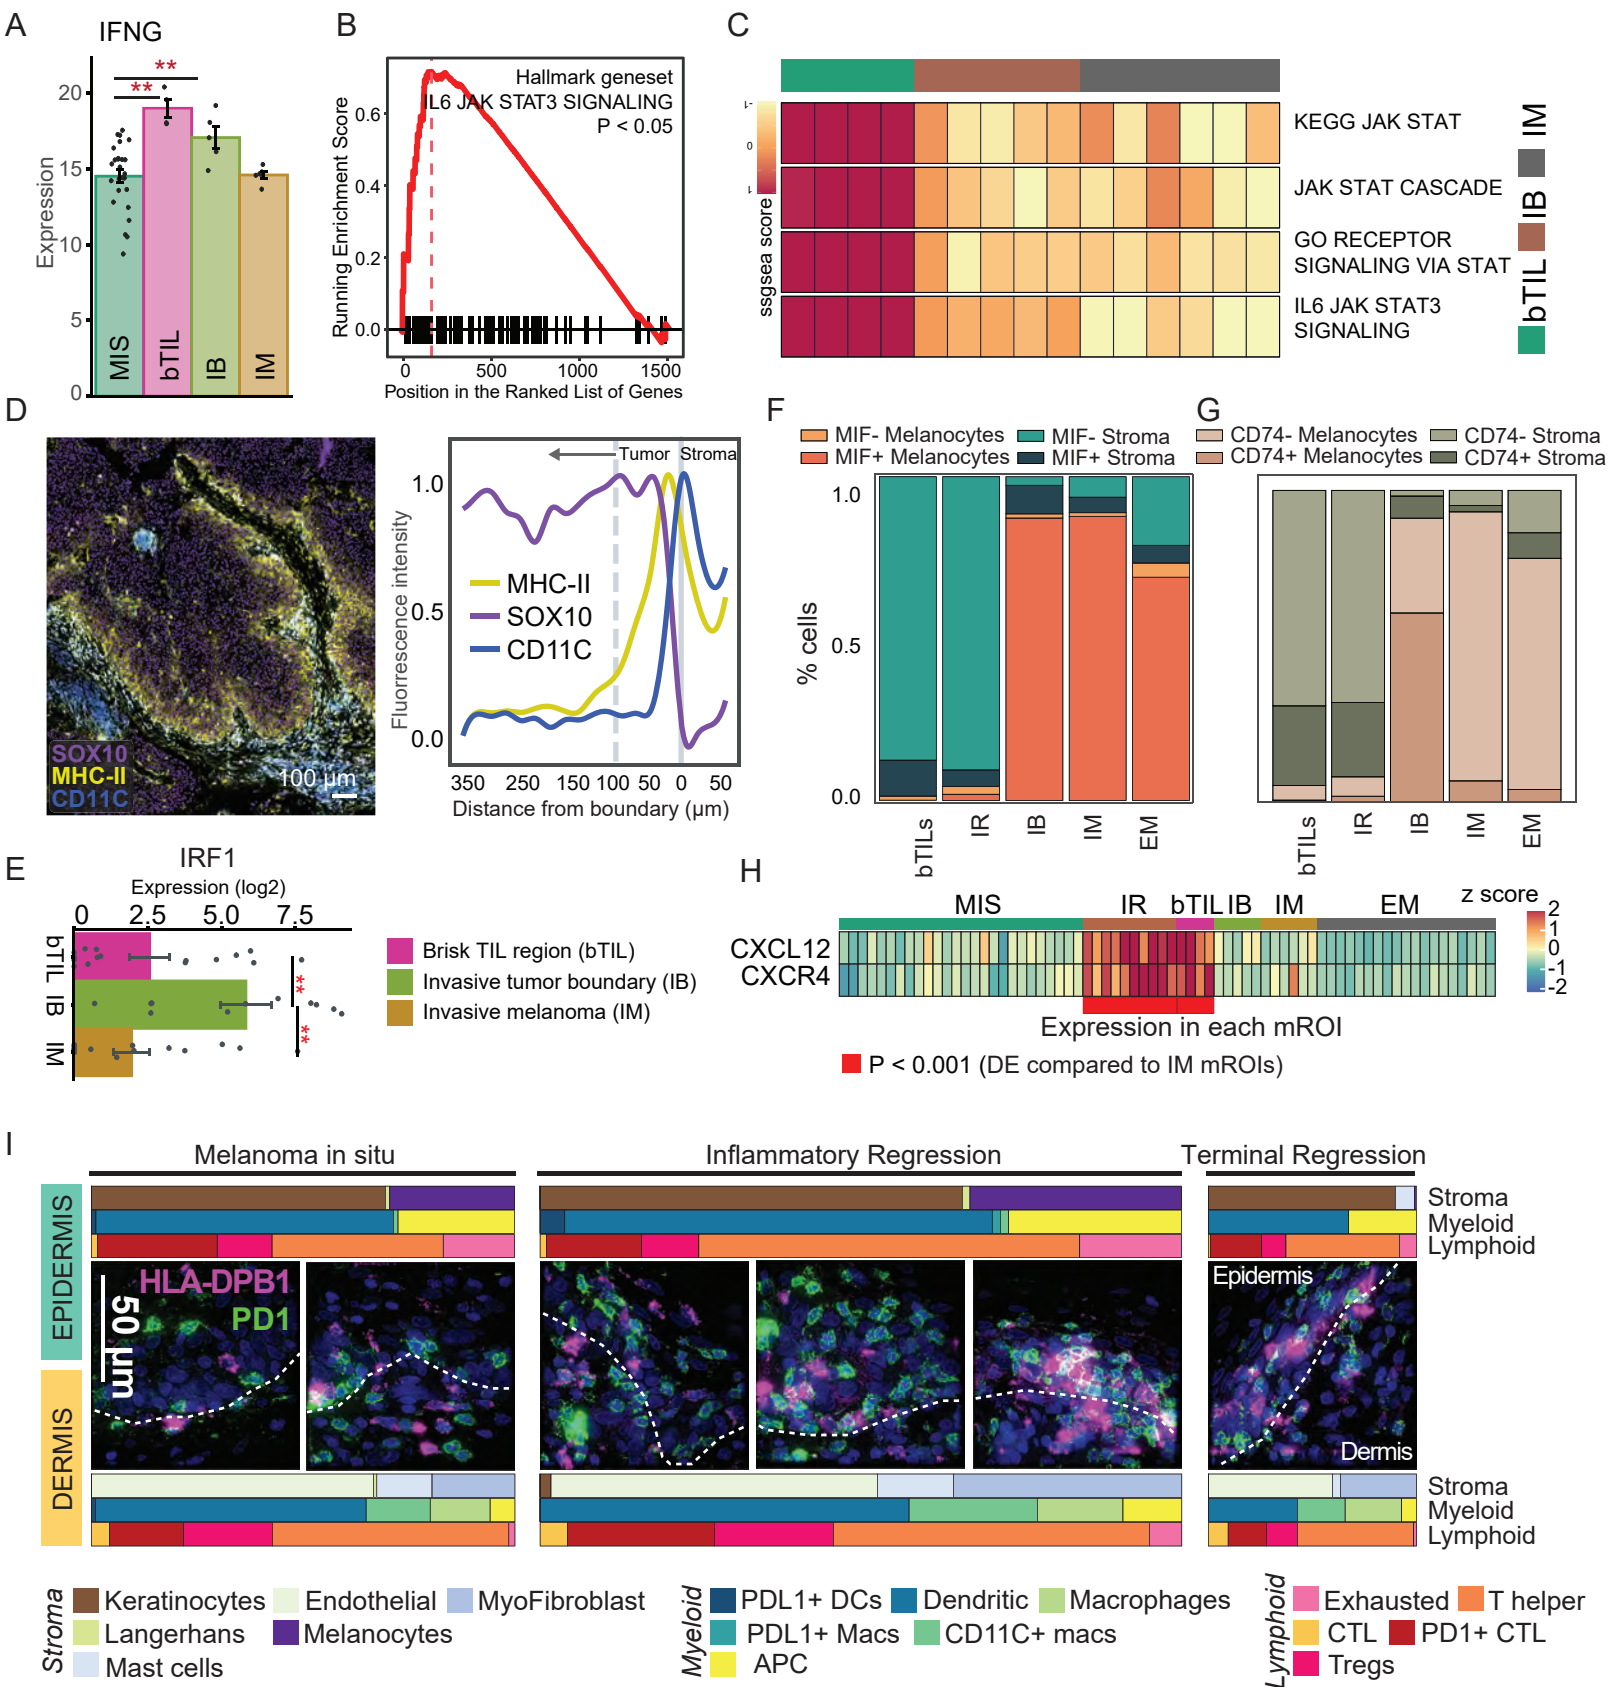 A
IFNG
**
**
Expression
20
15
10
5
0
MIS
bTIL
IB
IM
B
Hallmark geneset
IL6 JAK STAT3 SIGNALING
P < 0.05
Running Enrichment Score
0.6
0.4
0.2
0.0
0
500
1000
1500
Position in the Ranked List of Genes
C
-1
0
1
ssgsea score
KEGG JAK STAT
JAK STAT CASCADE
GO RECEPTOR
SIGNALING VIA STAT
IL6 JAK STAT3
SIGNALING
bTIL
IB
IM
D
SOX10
MHC-II
CD11C
100 µm
Tumor
Stroma
Fluorrescence intensity
1.0
0.5
0.0
MHC-II
SOX10
CD11C
350
250
150
100
50
0
50
Distance from boundary (µm)
F
MIF- Melanocytes
MIF- Stroma
MIF+ Melanocytes
MIF+ Stroma
% cells
1.0
0.5
0.0
bTILs
IR
IB
IM
EM
G
CD74- Melanocytes
CD74- Stroma
CD74+ Melanocytes
CD74+ Stroma
bTILs
IR
IB
IM
EM
E
IRF1
Expression (log2)
0
2.5
5.0
7.5
bTIL
IB
IM
**
**
Brisk TIL region (bTIL)
Invasive tumor boundary (IB)
Invasive melanoma (IM)
H
MIS
IR
bTIL
IB
IM
EM
z score
2
1
0
-1
-2
CXCL12
CXCR4
Expression in each mROI
P < 0.001 (DE compared to IM mROIs)
I
Melanoma in situ
Inflammatory Regression
Terminal Regression
EPIDERMIS
Stroma
Myeloid
Lymphoid
HLA-DPB1
PD1
50 µm
Epidermis
Dermis
DERMIS
Stroma
Myeloid
Lymphoid
Stroma
Keratinocytes
Endothelial
MyoFibroblast
Langerhans
Melanocytes
Mast cells
Myeloid
PDL1+ DCs
Dendritic
Macrophages
PDL1+ Macs
CD11C+ macs
APC
Lymphoid
Exhausted
T helper
CTL
PD1+ CTL
Tregs